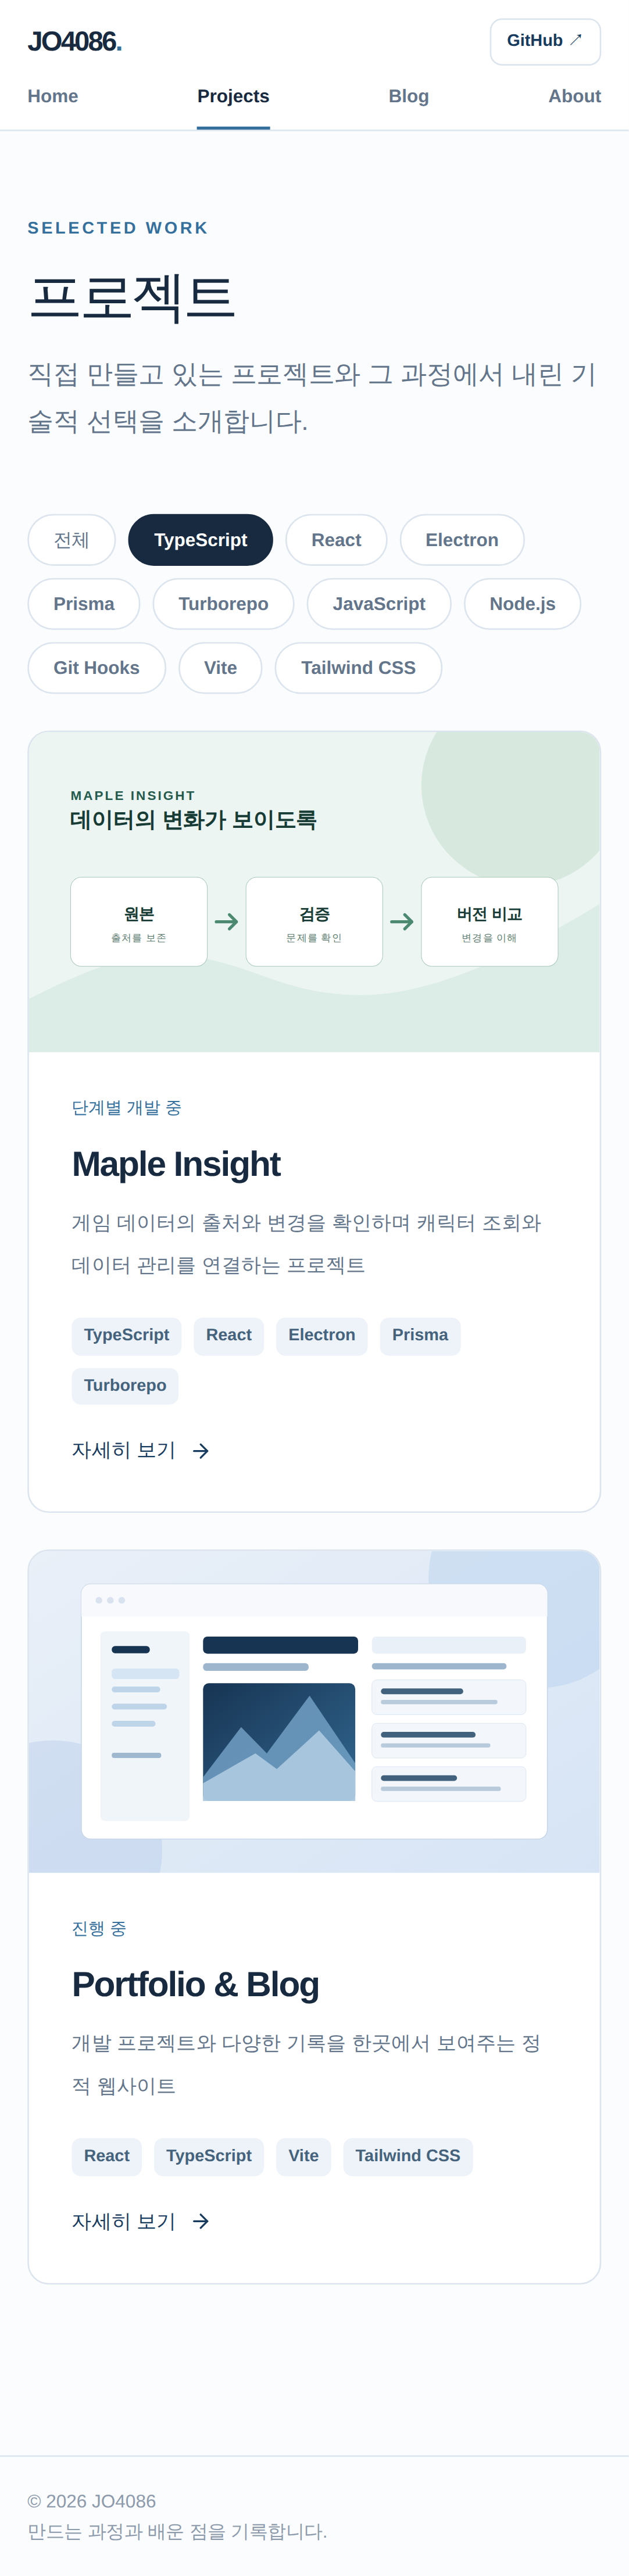 JO4086.
GitHub ↗
Home Projects Blog About
SELECTED WORK
프로젝트
직접 만들고 있는 프로젝트와 그 과정에서 내린 기
술적 선택을 소개합니다.
전체 TypeScript React Electron
Prisma Turborepo JavaScript Node.js
Git Hooks Vite Tailwind CSS
MAPLE INSIGHT
데이터의 변화가 보이도록
원본 → 검증 → 버전 비교
출처를 보존 문제를 확인 변경을 이해
단계별 개발 중
Maple Insight
게임 데이터의 출처와 변경을 확인하며 캐릭터 조회와
데이터 관리를 연결하는 프로젝트
TypeScript React Electron Prisma
Turborepo
자세히 보기 →
진행 중
Portfolio & Blog
개발 프로젝트와 다양한 기록을 한곳에서 보여주는 정
적 웹사이트
React TypeScript Vite Tailwind CSS
자세히 보기 →
© 2026 JO4086
만드는 과정과 배운 점을 기록합니다.